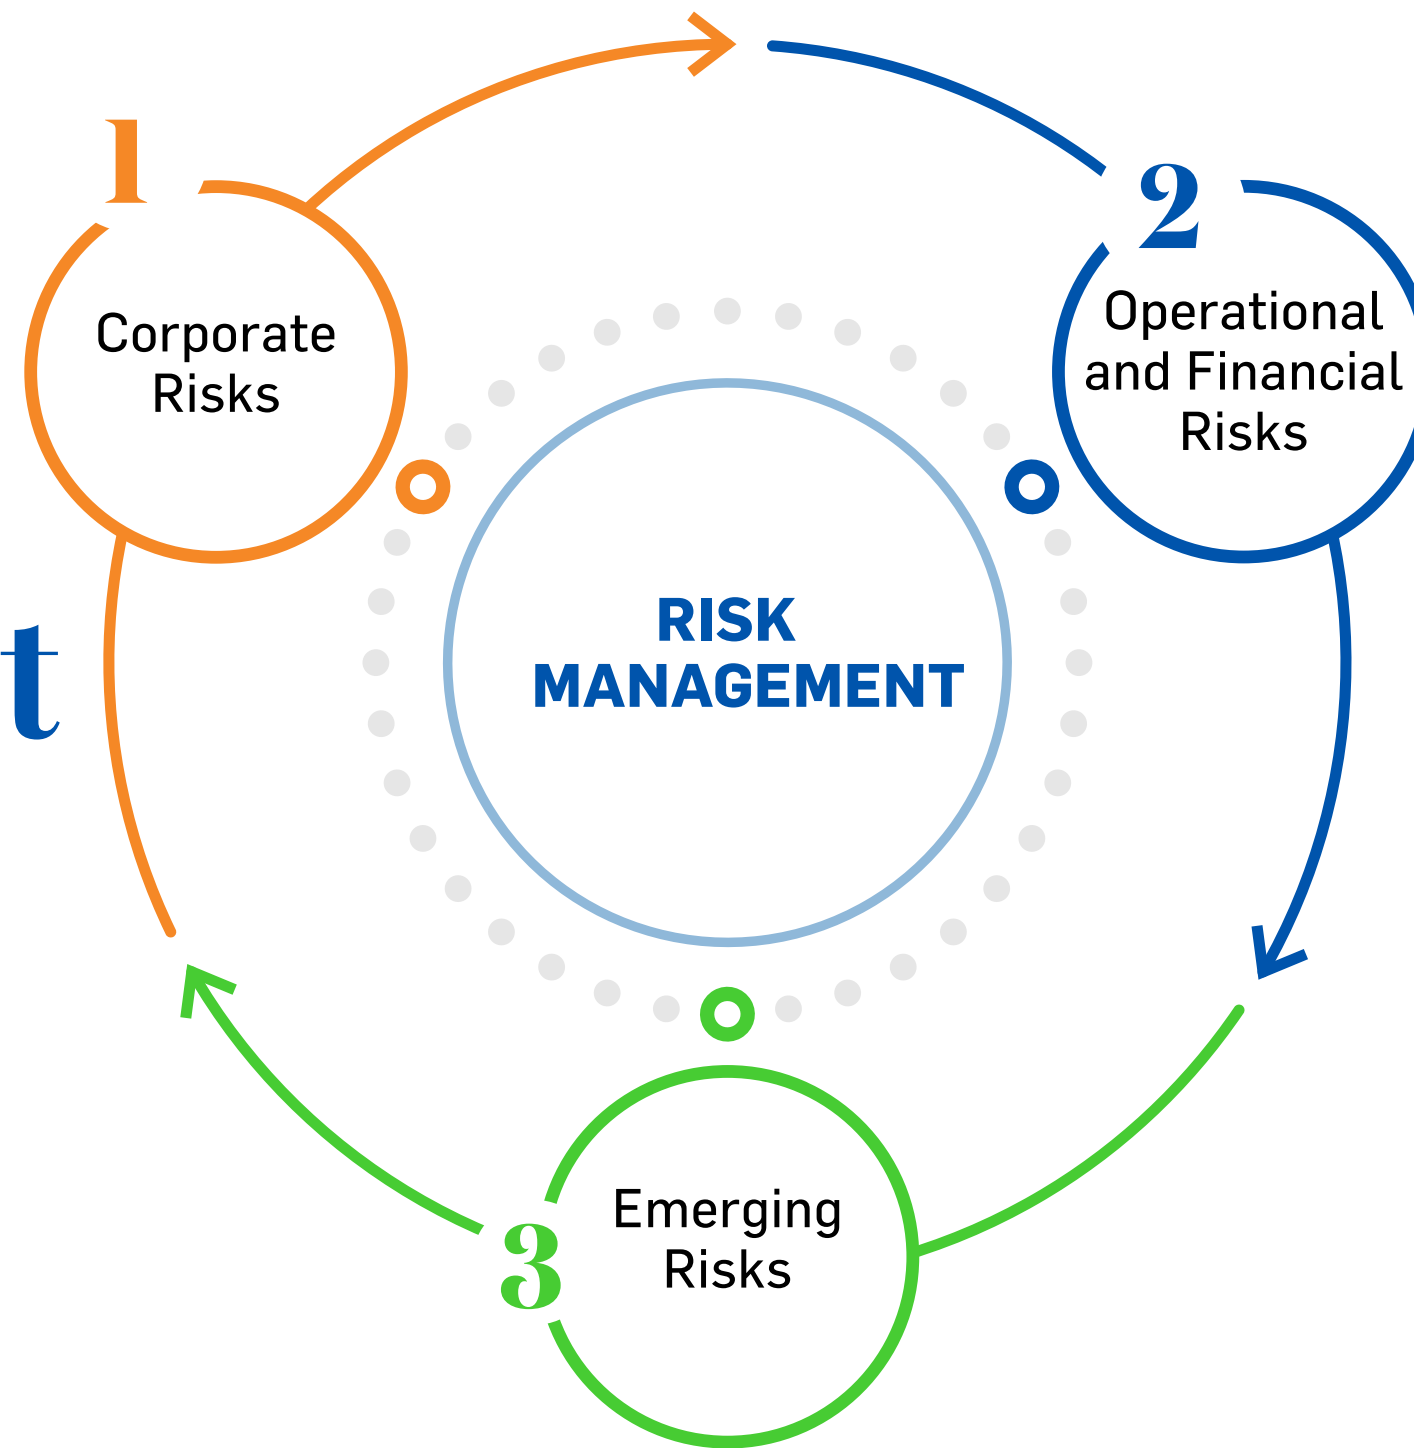 1
Corporate
Risks
2
Operational
and Financial
Risks
t
RISK
MANAGEMENT
3
Emerging
Risks